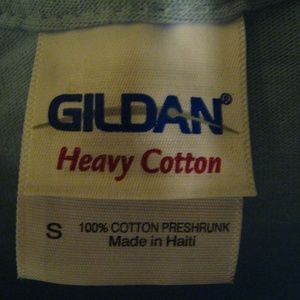 GILDAN®
Heavy Cotton
S
100% COTTON PRESHRUNK
Made in Haiti